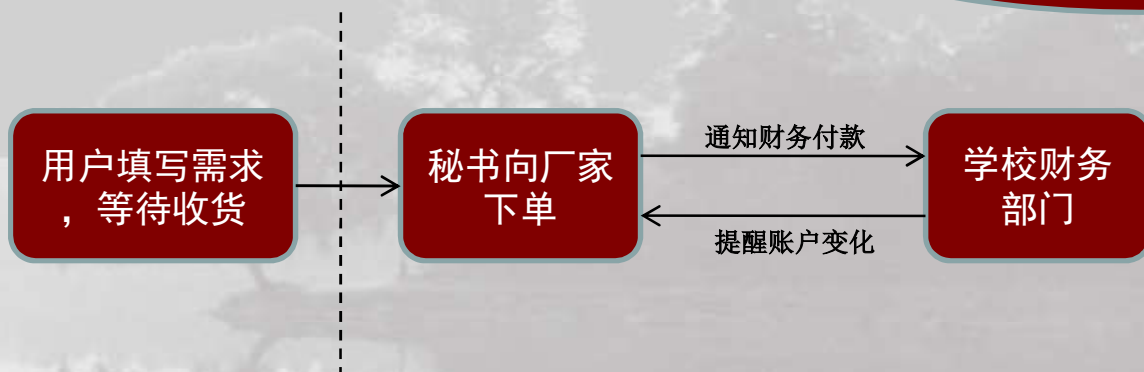 用户填写需求
，等待收货
秘书向厂家
下单
通知财务付款
提醒账户变化
学校财务
部门